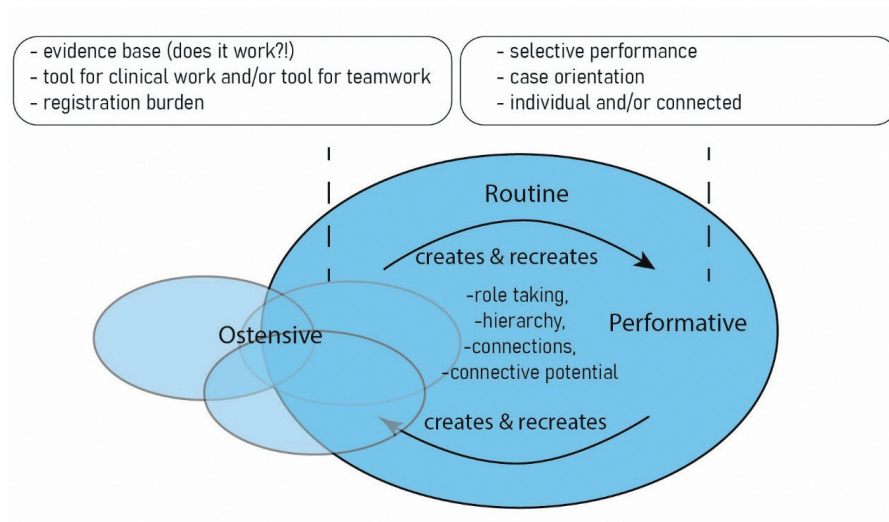 - evidence base (does it work?!)
- tool for clinical work and/or tool for teamwork
- registration burden
- selective performance
- case orientation
- individual and/or connected
Routine
creates & recreates
-role taking,
-hierarchy,
-connections,
-connective potential
Ostensive
Performative
creates & recreates